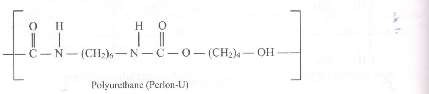 O H H O
C — N — (CH₂)₆ — N — C — O — (CH₂)₄ — OH
Polyurethane (Perlon-U)